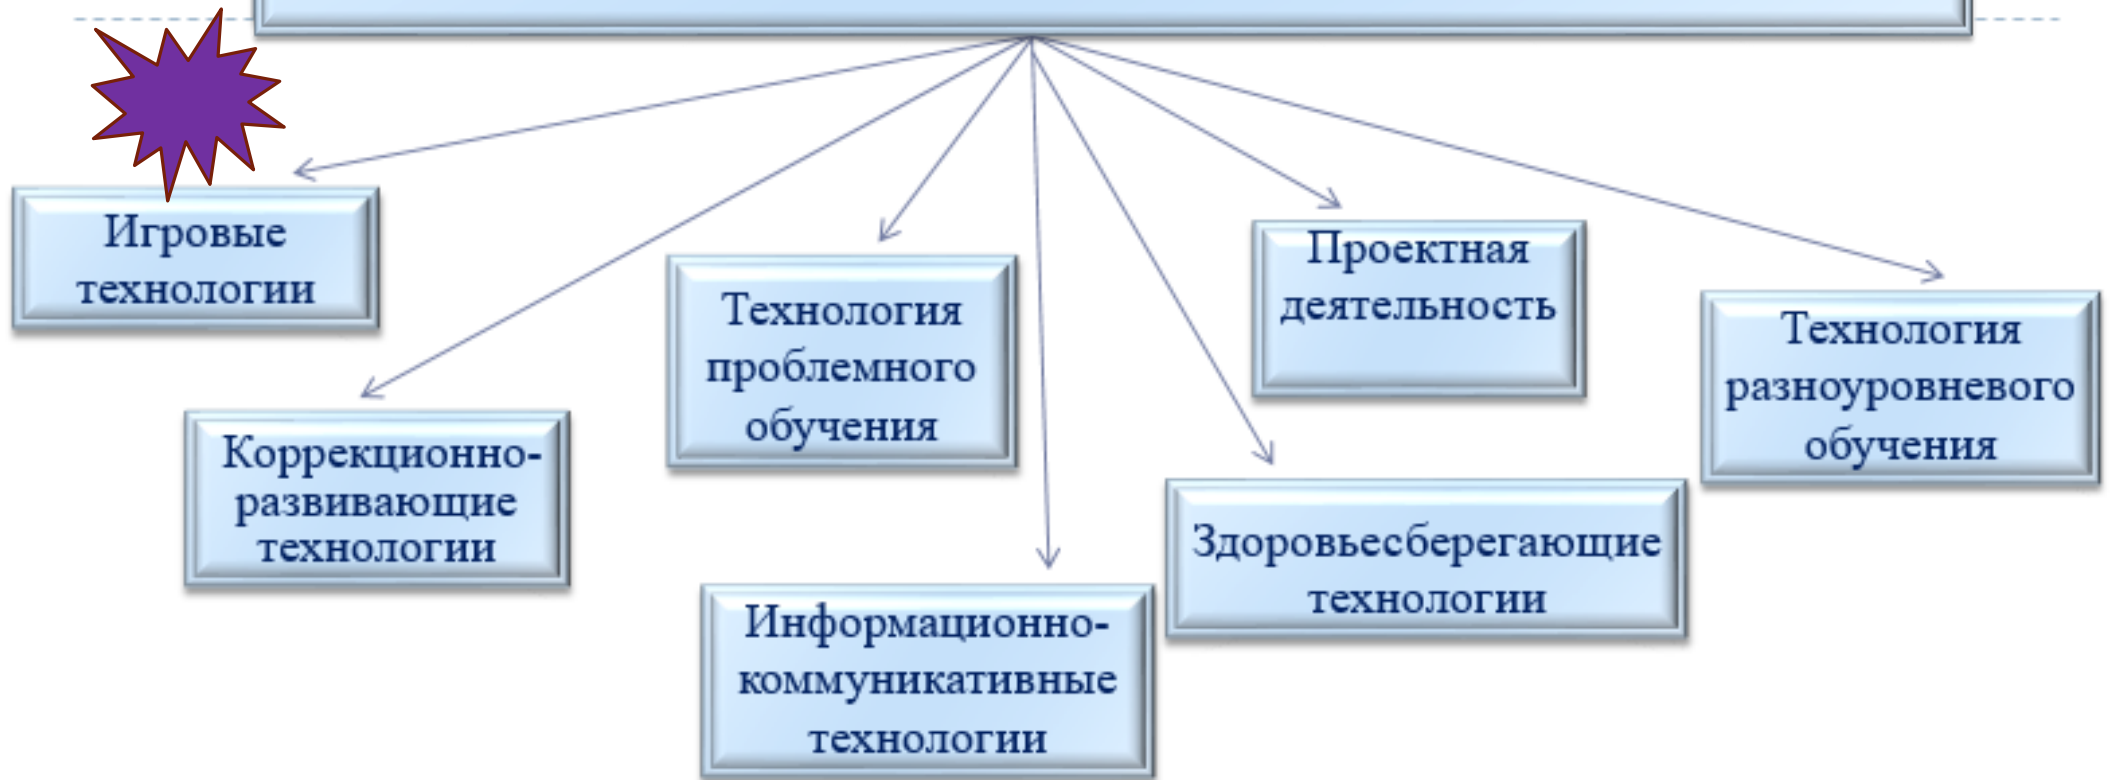 Игровые
технологии
Коррекционно-
развивающие
технологии
Технология
проблемного
обучения
Информационно-
коммуникативные
технологии
Здоровьесберегающие
технологии
Проектная
деятельность
Технология
разноуровневого
обучения